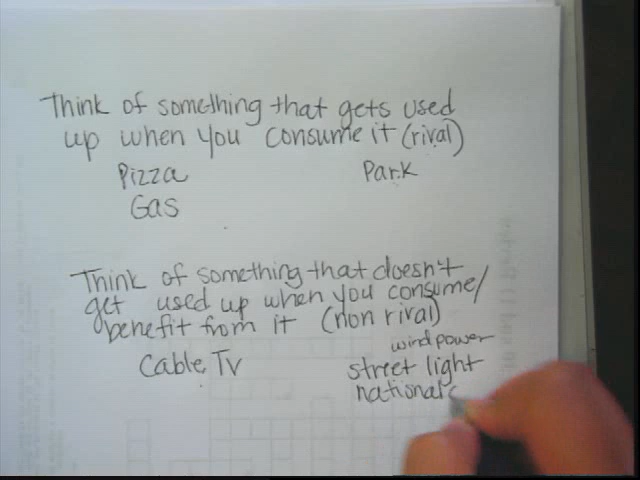 Think of something that gets used
up when you consume it (rival)
Pizza Park
Gas
Think of something that doesn't
get used up when you consume/
benefit from it (non rival)
wind power
Cable Tv street light
national